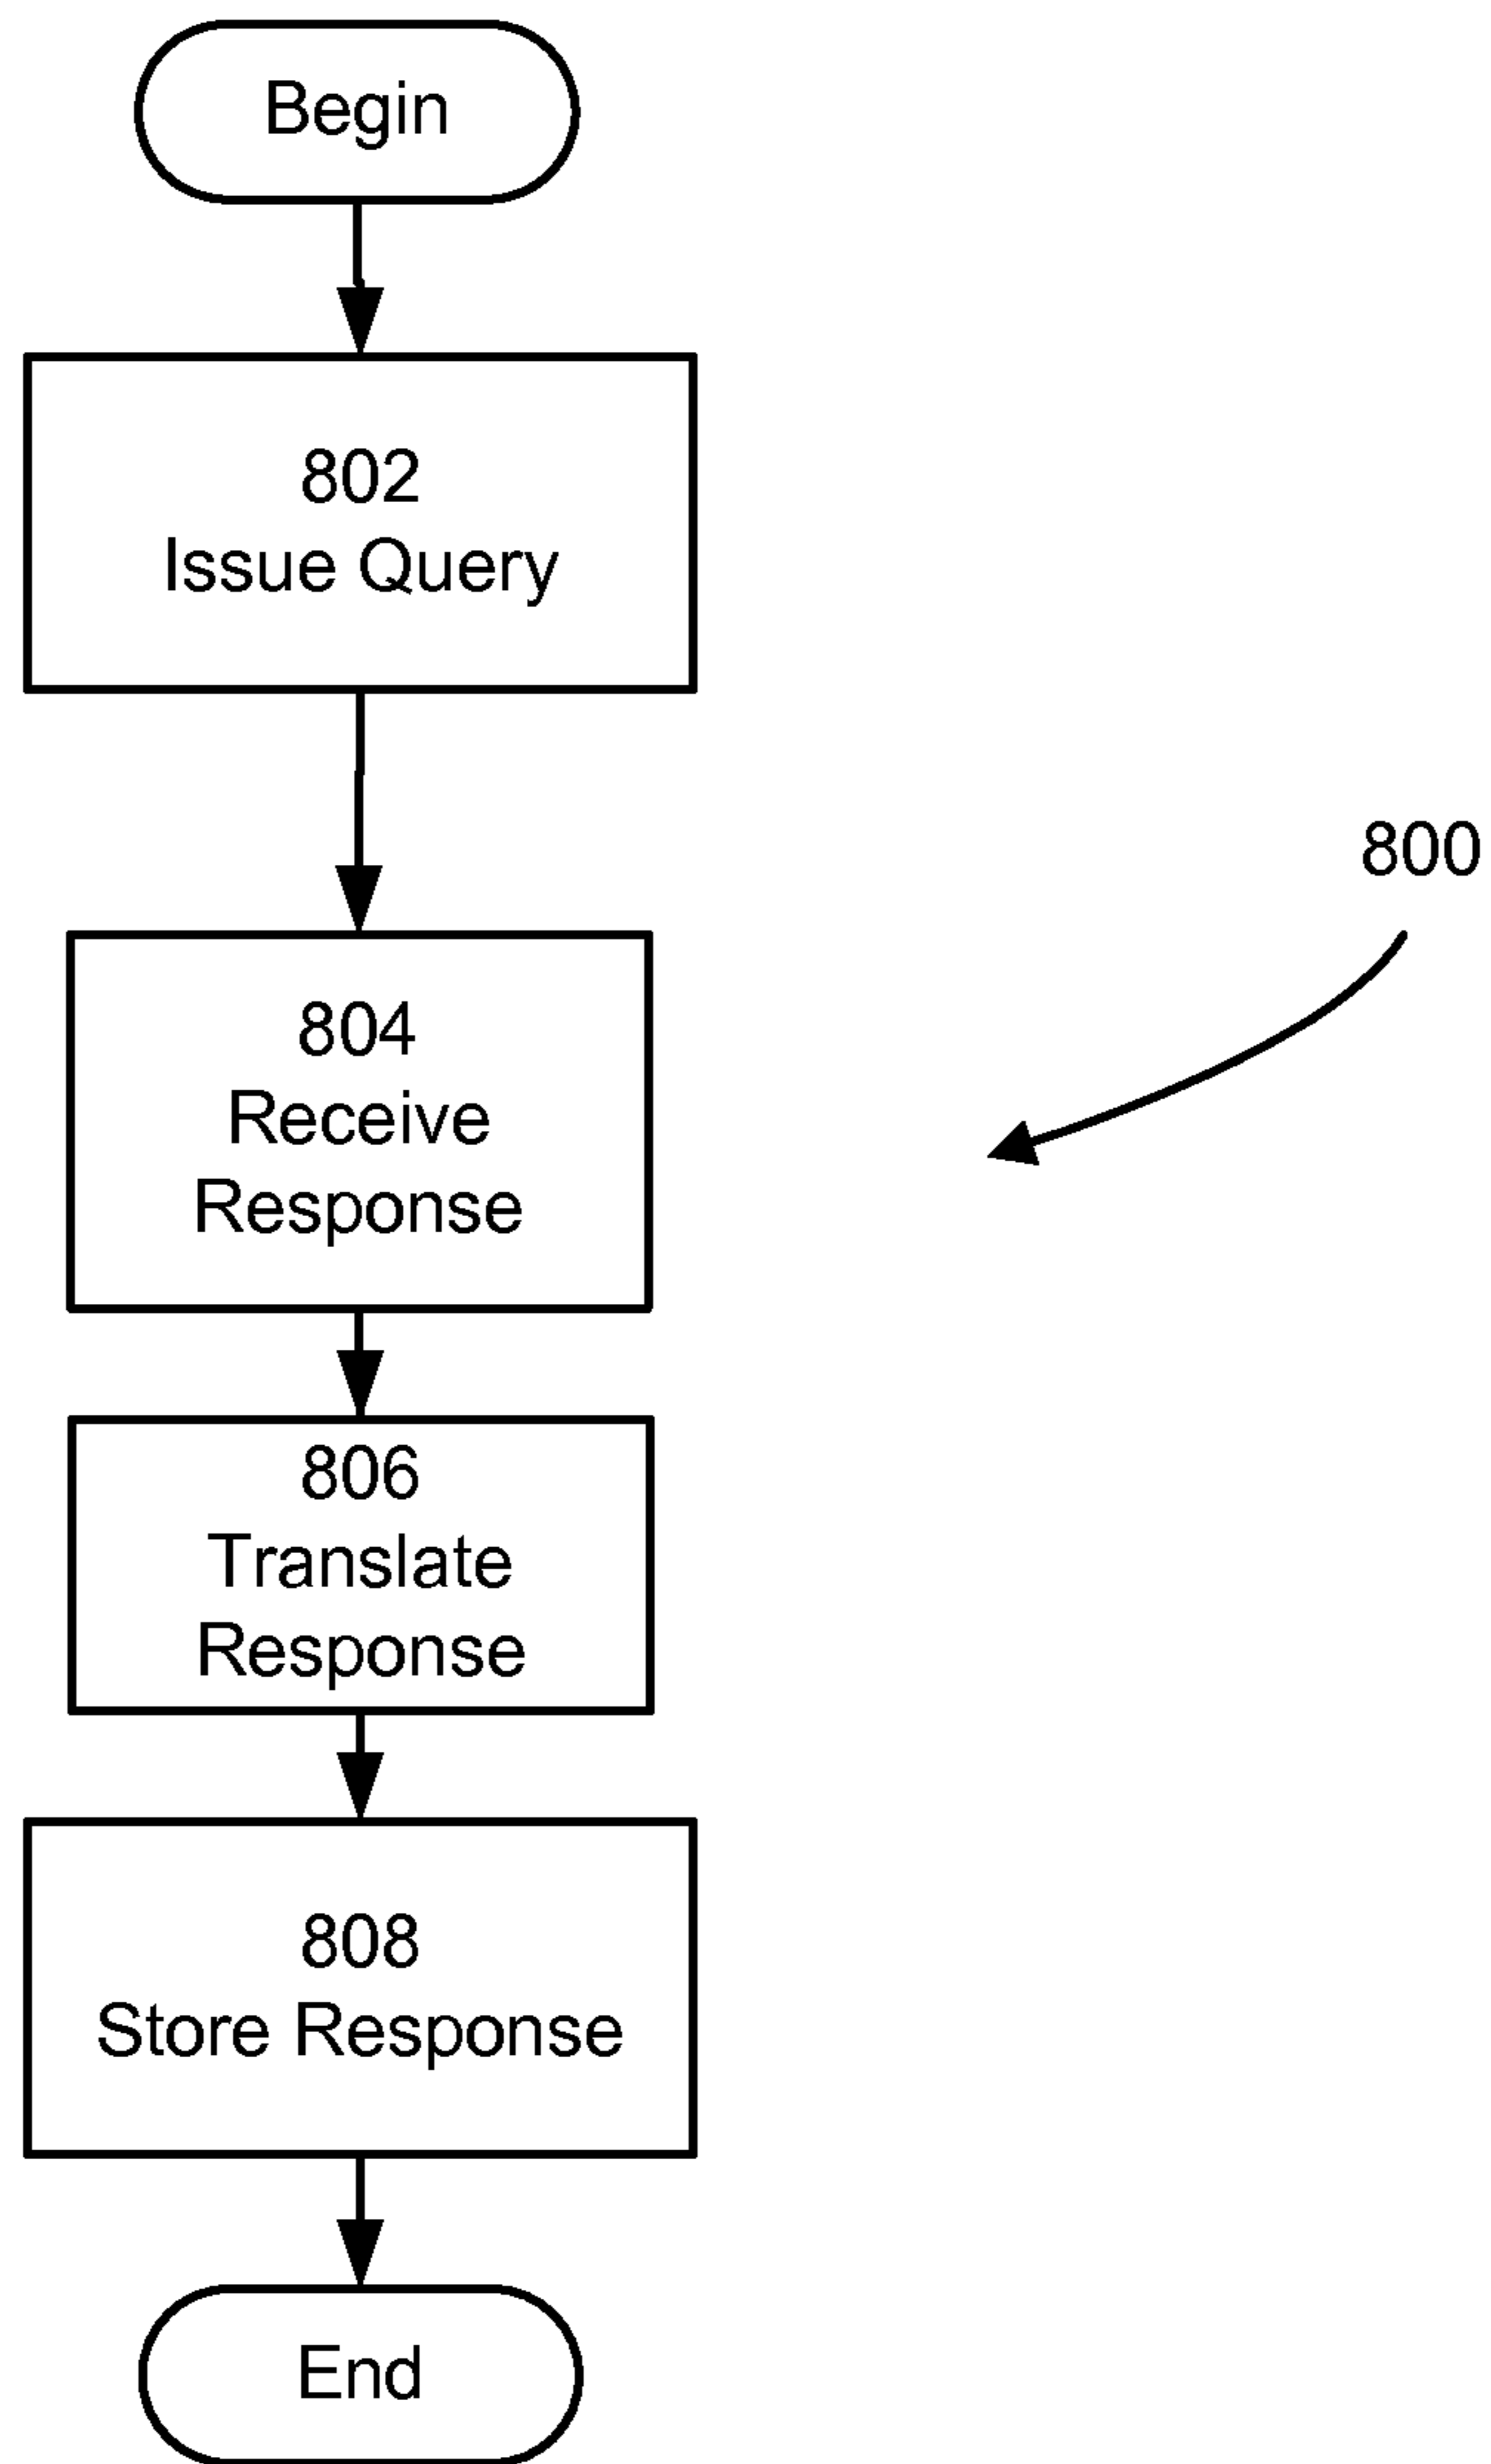 Begin
802
Issue Query
800
804
Receive
Response
806
Translate
Response
808
Store Response
End